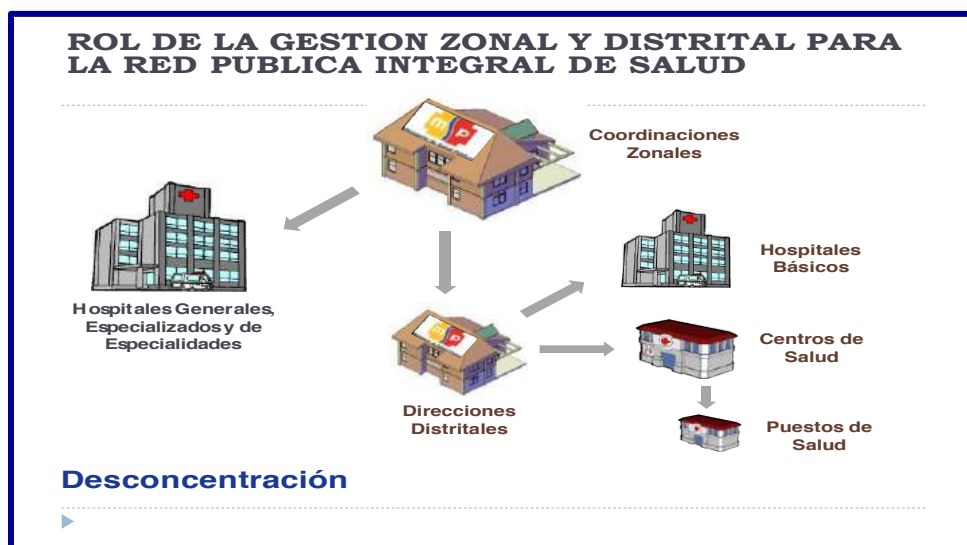 ROL DE LA GESTION ZONAL Y DISTRITAL PARA
LA RED PUBLICA INTEGRAL DE SALUD
Coordinaciones
Zonales
Hospitales
Básicos
Hospitales Generales,
Especializados y de
Especialidades
Centros de
Salud
Direcciones
Distritales
Puestos de
Salud
Desconcentración